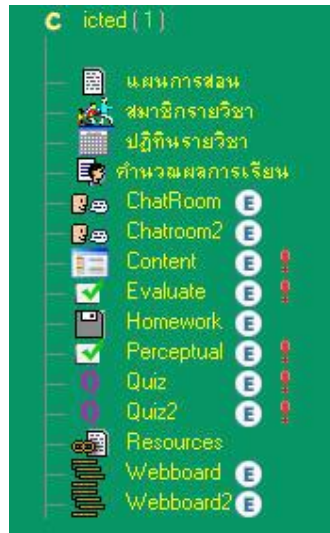 C icted (1)
แผนการสอน
สมาชิกรายวิชา
ปฏิทินรายวิชา
คำนวณผลการเรียน
ChatRoom E
Chatroom2 E
Content E
Evaluate E
Homework E
Perceptual E
Quiz E
Quiz2 E
Resources
Webboard E
Webboard2 E